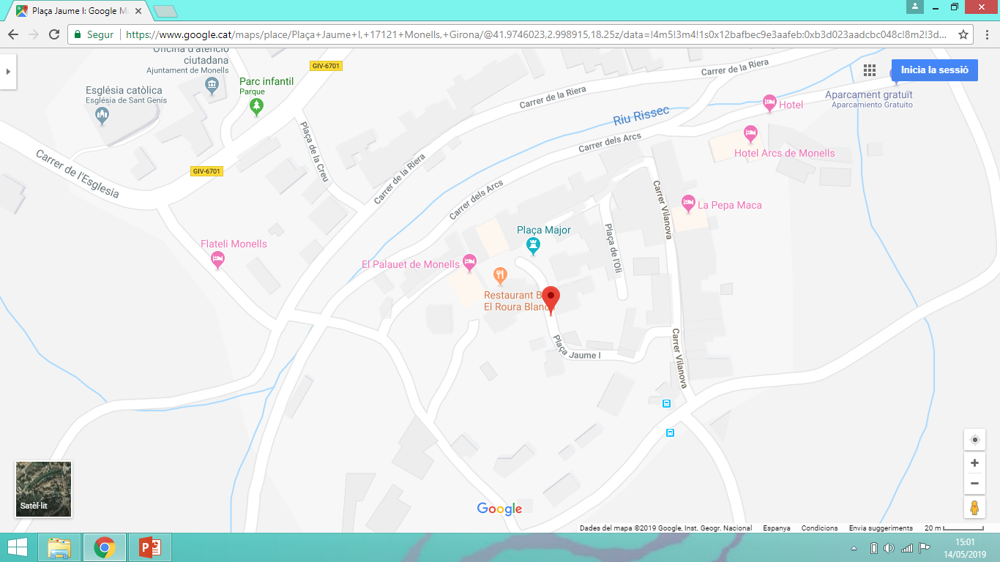 Plaça Jaume I: Google M
Segur
https://www.google.cat/maps/place/Plaça+Jaume+I,+17121+Monells,+Girona/@41.9746023,2.998915,18.25z/data=!4m5!3m4!1s0x12bafbec9e3aafeb:0xb3d023aadcbc048c!8m2!3d...
Inicia la sessió
Oficina d'atenció
ciutadana
Ajuntament de Monells
GIV-6701
Parc infantil
Parque
Església catòlica
Església de Sant Genís
Carrer de la Riera
Carrer de la Riera
Aparcament gratuït
Aparcamiento Gratuito
Hotel
Riu Rissec
Carrer dels Arcs
Hotel Arcs de Monells
Plaça de la Creu
Carrer de l'Esglesia
GIV-6701
Carrer de la Riera
Carrer dels Arcs
Carrer Vilanova
La Pepa Maca
Plaça Major
Plaça de l'Oli
Flateli Monells
El Palauet de Monells
Restaurant B
El Roura Blanc
Plaça Jaume I
Carrer Vilanova
Satèl·lit
Google
Dades del mapa ©2019 Google, Inst. Geogr. Nacional
Espanya
Condicions
Envia suggeriments
20 m
15:01
14/05/2019